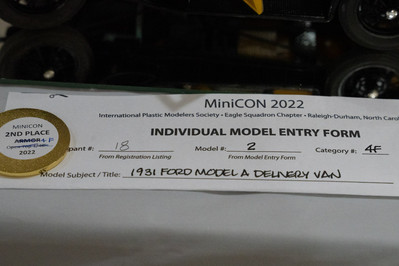 MiniCON 2022
International Plastic Modelers Society • Eagle Squadron Chapter • Raleigh-Durham, North Carol
INDIVIDUAL MODEL ENTRY FORM
MINICON
2ND PLACE
2022
pant #: 18 Model #: 2 Category #: 4F
From Registration Listing From Model Entry Form
Model Subject / Title: 1931 FORD MODEL A DELIVERY VAN